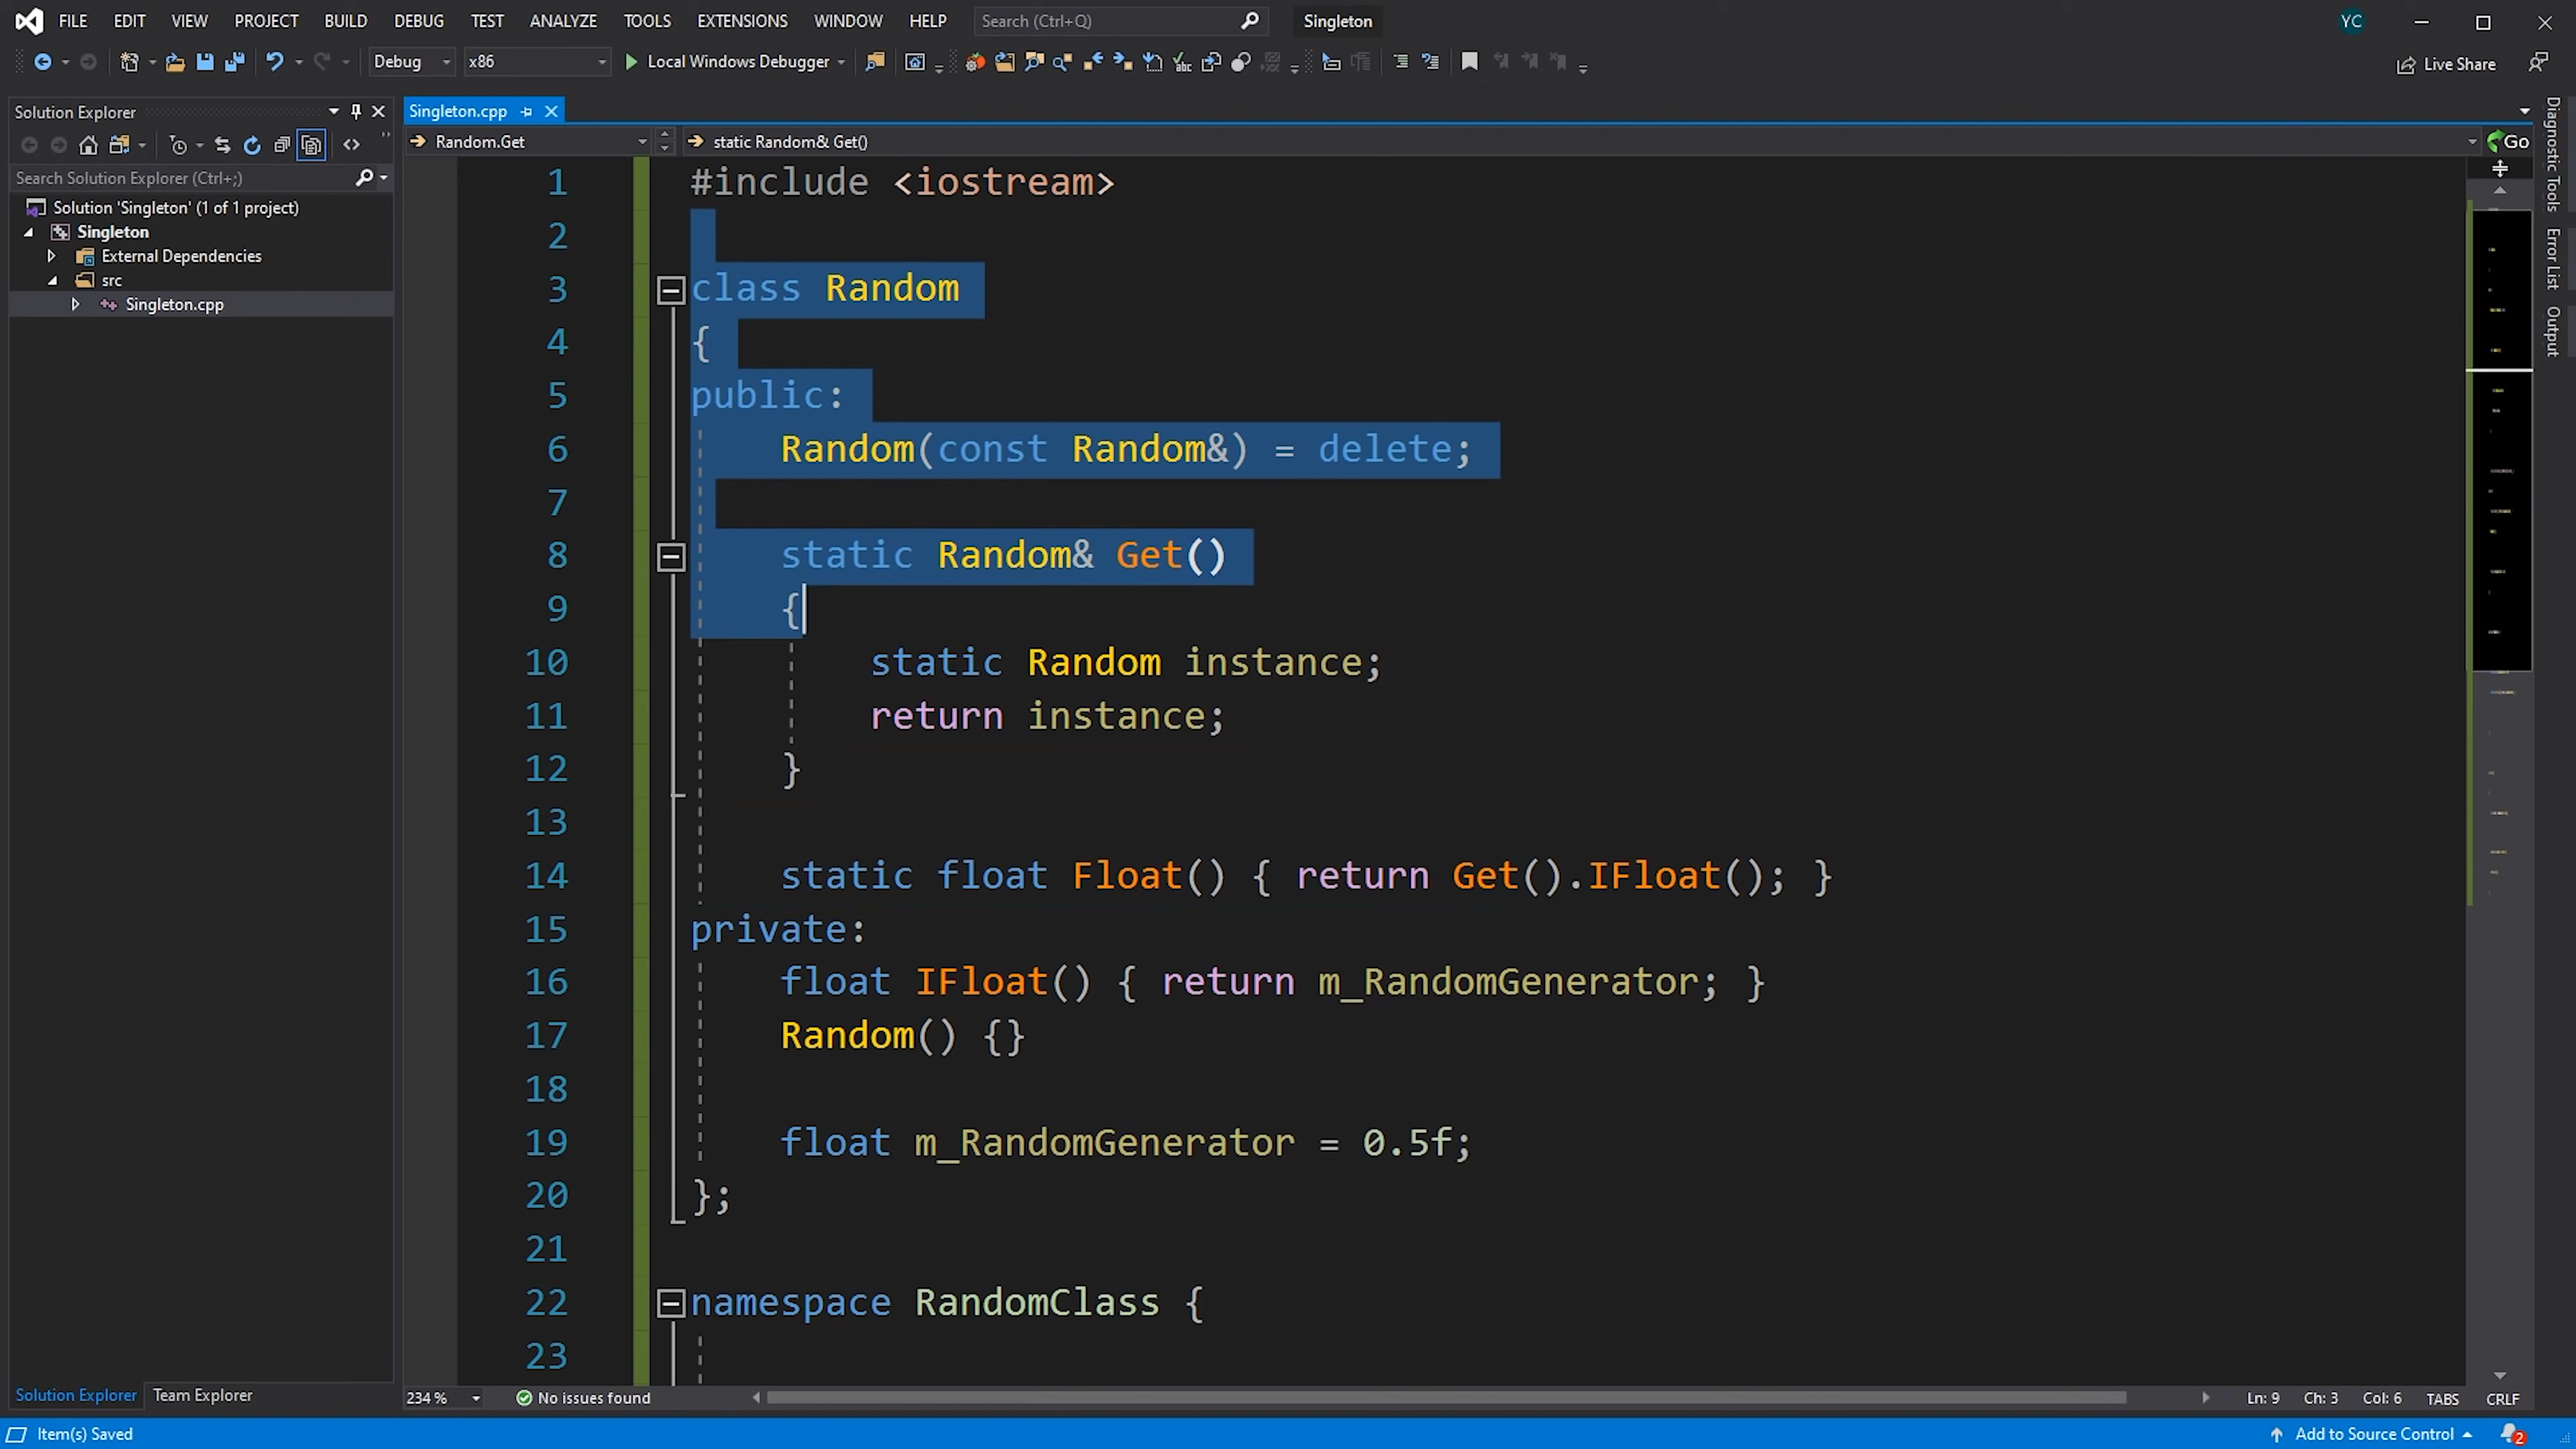 FILE EDIT VIEW PROJECT BUILD DEBUG TEST ANALYZE TOOLS EXTENSIONS WINDOW HELP Search (Ctrl+Q) Singleton YC
Debug x86 Local Windows Debugger Live Share
Solution Explorer
Search Solution Explorer (Ctrl+;)
Solution 'Singleton' (1 of 1 project)
Singleton
External Dependencies
src
Singleton.cpp
Solution Explorer Team Explorer
Singleton.cpp
Random.Get static Random& Get() Go
1 #include <iostream>
2
3 class Random
4 {
5 public:
6 Random(const Random&) = delete;
7
8 static Random& Get()
9 {
10 static Random instance;
11 return instance;
12 }
13
14 static float Float() { return Get().IFloat(); }
15 private:
16 float IFloat() { return m_RandomGenerator; }
17 Random() {}
18
19 float m_RandomGenerator = 0.5f;
20 };
21
22 namespace RandomClass {
23
234 % No issues found Ln: 9 Ch: 3 Col: 6 TABS CRLF
Diagnostic Tools
Error List
Output
Item(s) Saved Add to Source Control 2